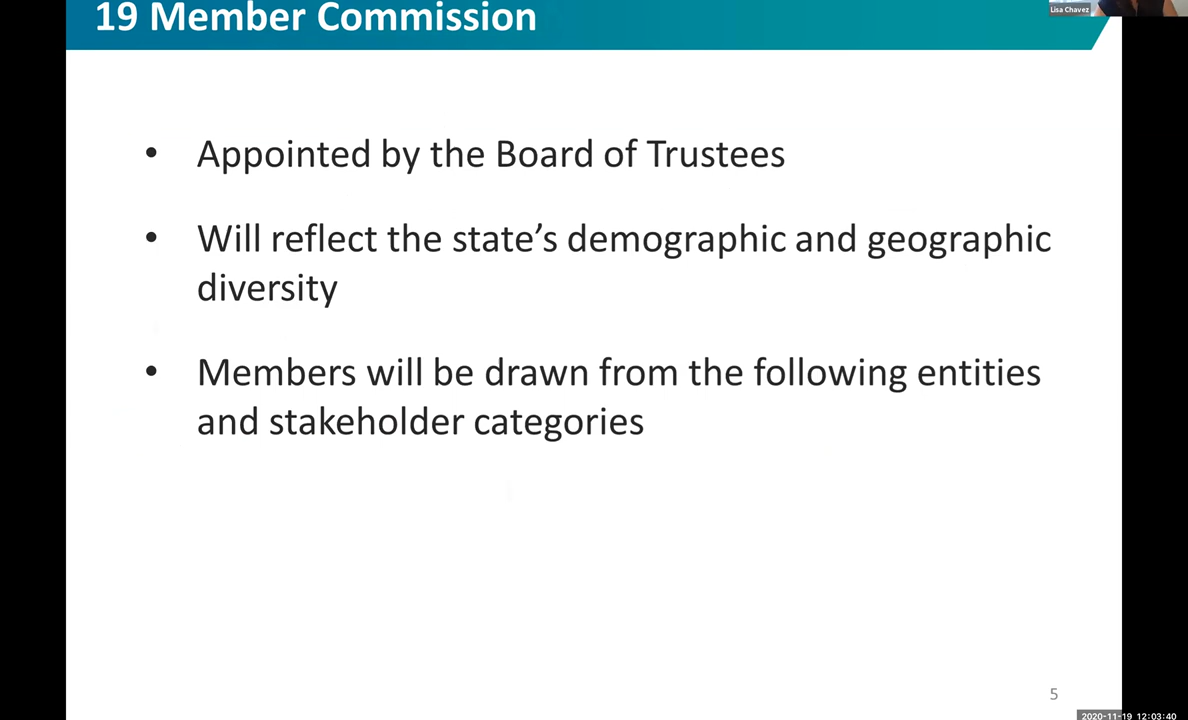 19 Member Commission
Lisa Chavez
• Appointed by the Board of Trustees
• Will reflect the state’s demographic and geographic
diversity
• Members will be drawn from the following entities
and stakeholder categories
5
2020-11-19 12:03:40